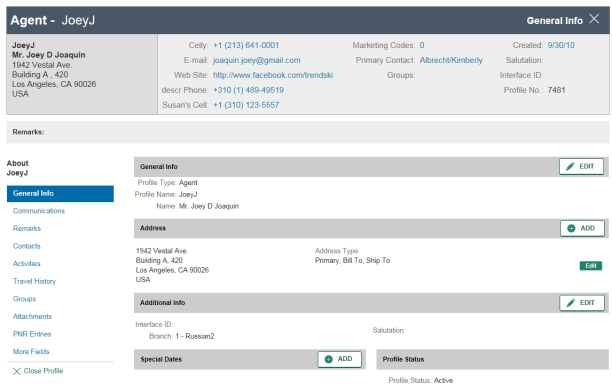 Agent - JoeyJ
General Info
JoeyJ
Mr. Joey D Joaquin
1942 Vestal Ave.
Building A , 420
Los Angeles, CA 90026
USA
Celly: +1 (213) 641-0001
E-mail: joaquin.joey@gmail.com
Web Site: http://www.facebook.com/trendski
descr Phone: +310 (1) 489-49519
Susan's Cell: +1 (310) 123-5557
Marketing Codes: 0
Primary Contact: Albrecht/Kimberly
Groups:
Created: 9/30/10
Salutation:
Interface ID:
Profile No.: 7481
Remarks:
About
JoeyJ
General Info
Communications
Remarks
Contacts
Activities
Travel History
Groups
Attachments
PNR Entries
More Fields
Close Profile
General Info
EDIT
Profile Type: Agent
Profile Name: JoeyJ
Name: Mr. Joey D Joaquin
Address
ADD
1942 Vestal Ave.
Building A, 420
Los Angeles, CA 90026
USA
Address Type
Primary, Bill To, Ship To
Edit
Additional Info
EDIT
Interface ID:
Branch: 1 - Russian2
Salutation:
Special Dates
ADD
Profile Status
Profile Status: Active